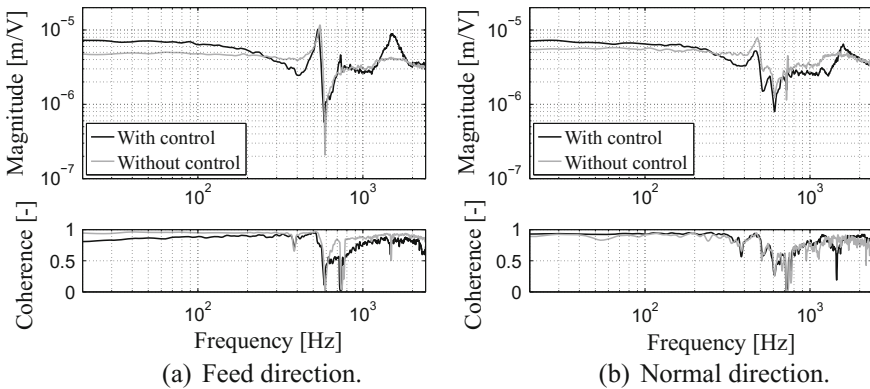 Magnitude [m/V]
10⁻⁵
10⁻⁶
10⁻⁷
With control
Without control
10²
10³
Coherence [-]
1
0.5
0
10²
10³
Frequency [Hz]
(a) Feed direction.
Magnitude [m/V]
10⁻⁵
10⁻⁶
10⁻⁷
With control
Without control
10²
10³
Coherence [-]
1
0.5
0
10²
10³
Frequency [Hz]
(b) Normal direction.